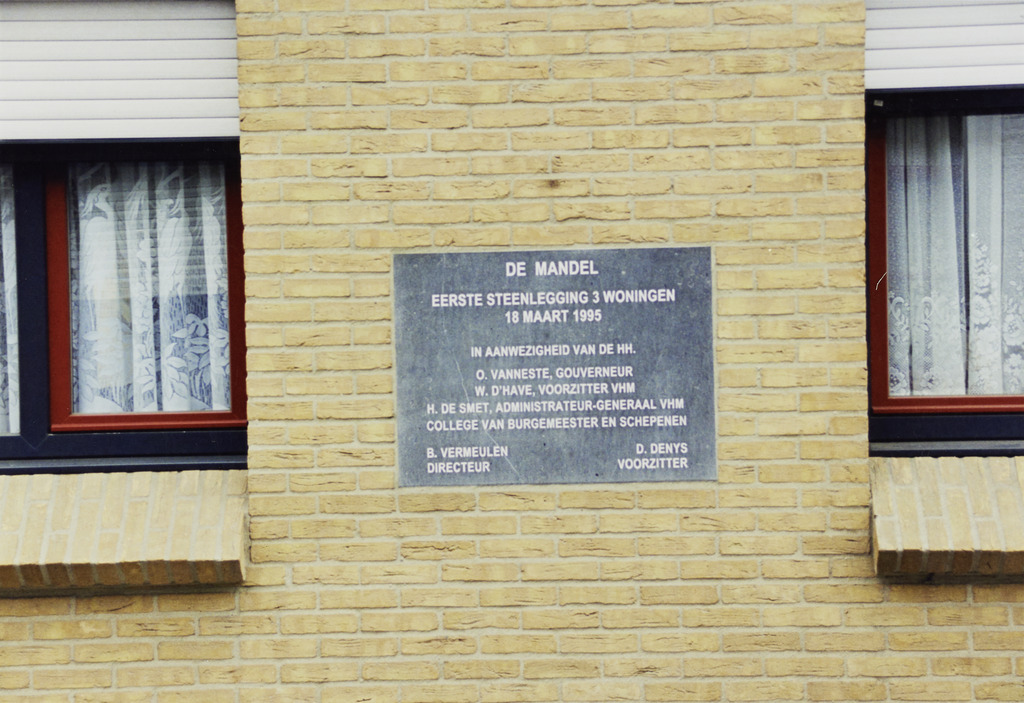 DE MANDEL
EERSTE STEENLEGGING 3 WONINGEN
18 MAART 1995
IN AANWEZIGHEID VAN DE HH.
O. VANNESTE, GOUVERNEUR
W. D'HAVE, VOORZITTER VHM
H. DE SMET, ADMINISTRATEUR-GENERAAL VHM
COLLEGE VAN BURGEMEESTER EN SCHEPENEN
B. VERMEULEN D. DENYS
DIRECTEUR VOORZITTER